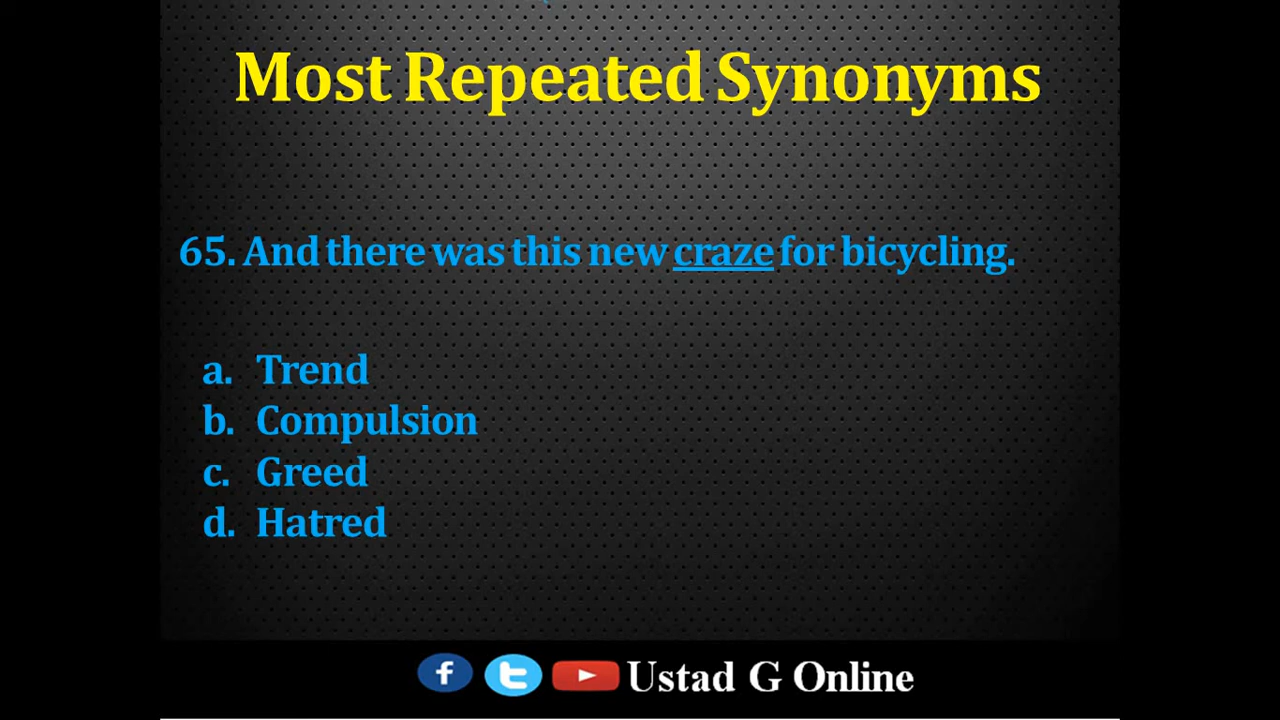 Most Repeated Synonyms
65. And there was this new craze for bicycling.
a. Trend
b. Compulsion
c. Greed
d. Hatred
Ustad G Online